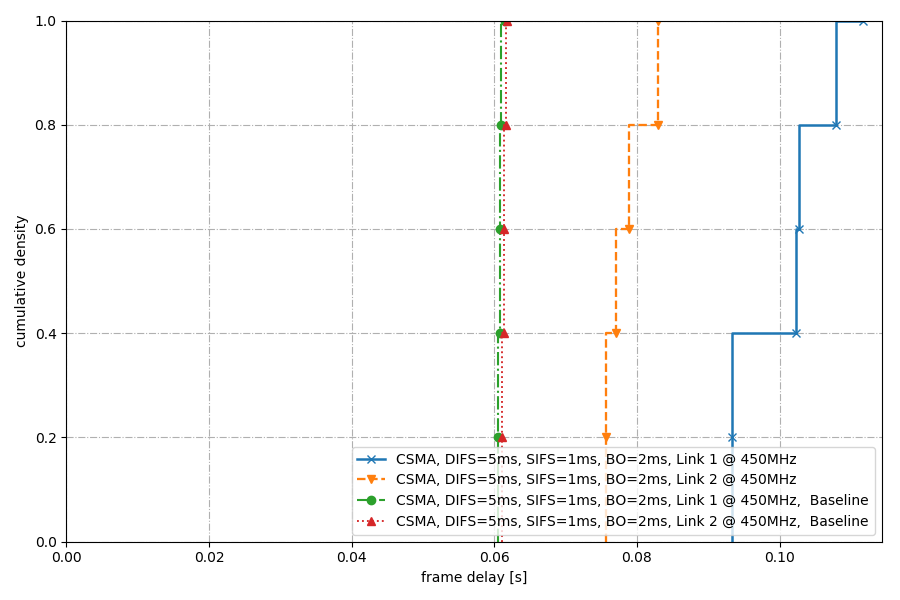 1.0
0.8
0.6
0.4
0.2
0.0
cumulative density
CSMA, DIFS=5ms, SIFS=1ms, BO=2ms, Link 1 @ 450MHz
CSMA, DIFS=5ms, SIFS=1ms, BO=2ms, Link 2 @ 450MHz
CSMA, DIFS=5ms, SIFS=1ms, BO=2ms, Link 1 @ 450MHz,  Baseline
CSMA, DIFS=5ms, SIFS=1ms, BO=2ms, Link 2 @ 450MHz,  Baseline
0.00 0.02 0.04 0.06 0.08 0.10
frame delay [s]